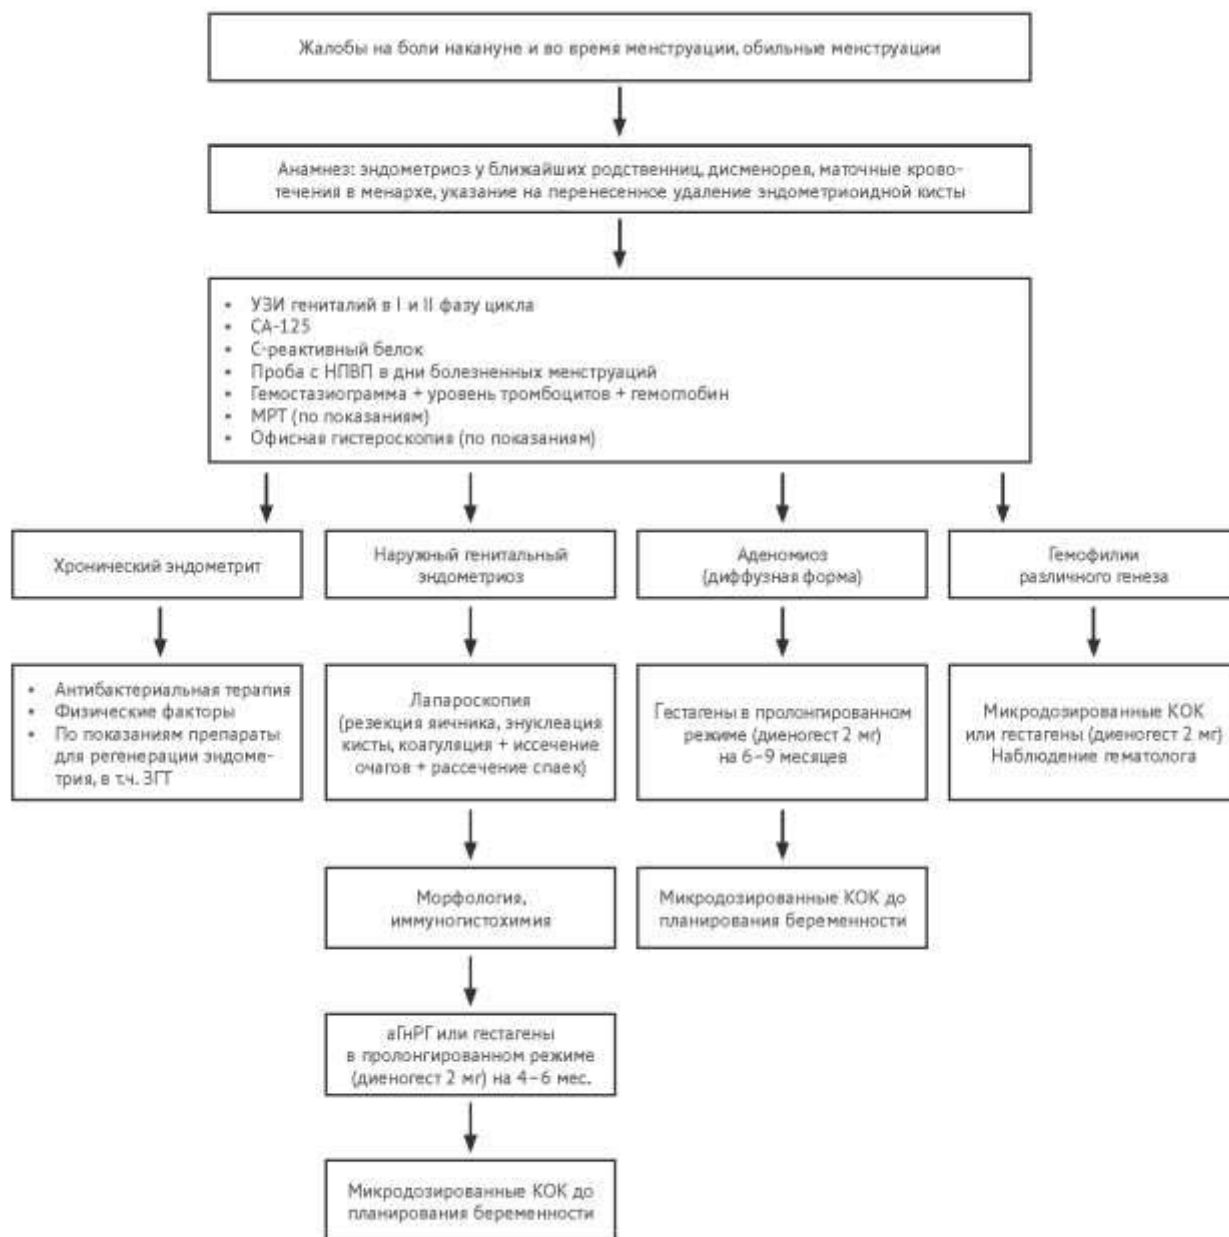 Жалобы на боли накануне и во время менструации, обильные менструации
Анамнез: эндометриоз у ближайших родственниц, дисменорея, маточные крово-
течения в менархе, указание на перенесенное удаление эндометриоидной кисты
• УЗИ гениталий в I и II фазу цикла
• СА-125
• С-реактивный белок
• Проба с НПВП в дни болезненных менструаций
• Гемостазиограмма + уровень тромбоцитов + гемоглобин
• МРТ (по показаниям)
• Офисная гистероскопия (по показаниям)
Хронический эндометрит
Наружный генитальный
эндометриоз
Аденомиоз
(диффузная форма)
Гемофилии
различного генеза
• Антибактериальная терапия
• Физические факторы
• По показаниям препараты
для регенерации эндоме-
трия, в т.ч. ЗГТ
Лапароскопия
(резекция яичника, энуклеация
кисты, коагуляция + иссечение
очагов + рассечение спаек)
Гестагены в пролонгированном
режиме (диеногест 2 мг)
на 6–9 месяцев
Микродозированные КОК
или гестагены (диеногест 2 мг)
Наблюдение гематолога
Морфология,
иммуногистохимия
Микродозированные КОК до
планирования беременности
аГнРГ или гестагены
в пролонгированном режиме
(диеногест 2 мг) на 4–6 мес.
Микродозированные КОК до
планирования беременности